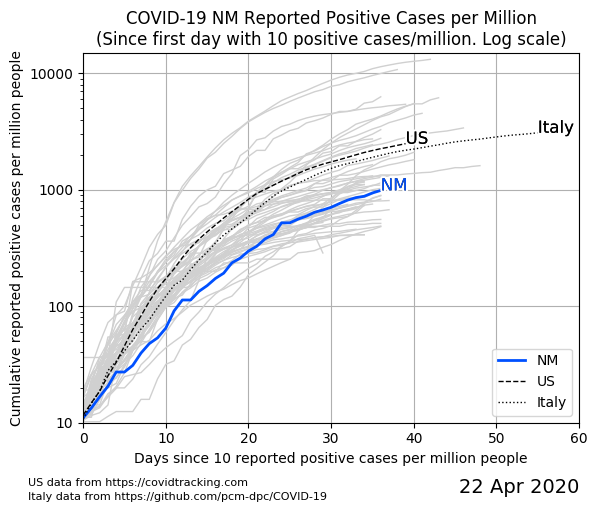 COVID-19 NM Reported Positive Cases per Million
(Since first day with 10 positive cases/million. Log scale)
Cumulative reported positive cases per million people
10000
1000
100
10
US
Italy
NM
NM
US
Italy
0 10 20 30 40 50 60
Days since 10 reported positive cases per million people
US data from https://covidtracking.com
Italy data from https://github.com/pcm-dpc/COVID-19
22 Apr 2020